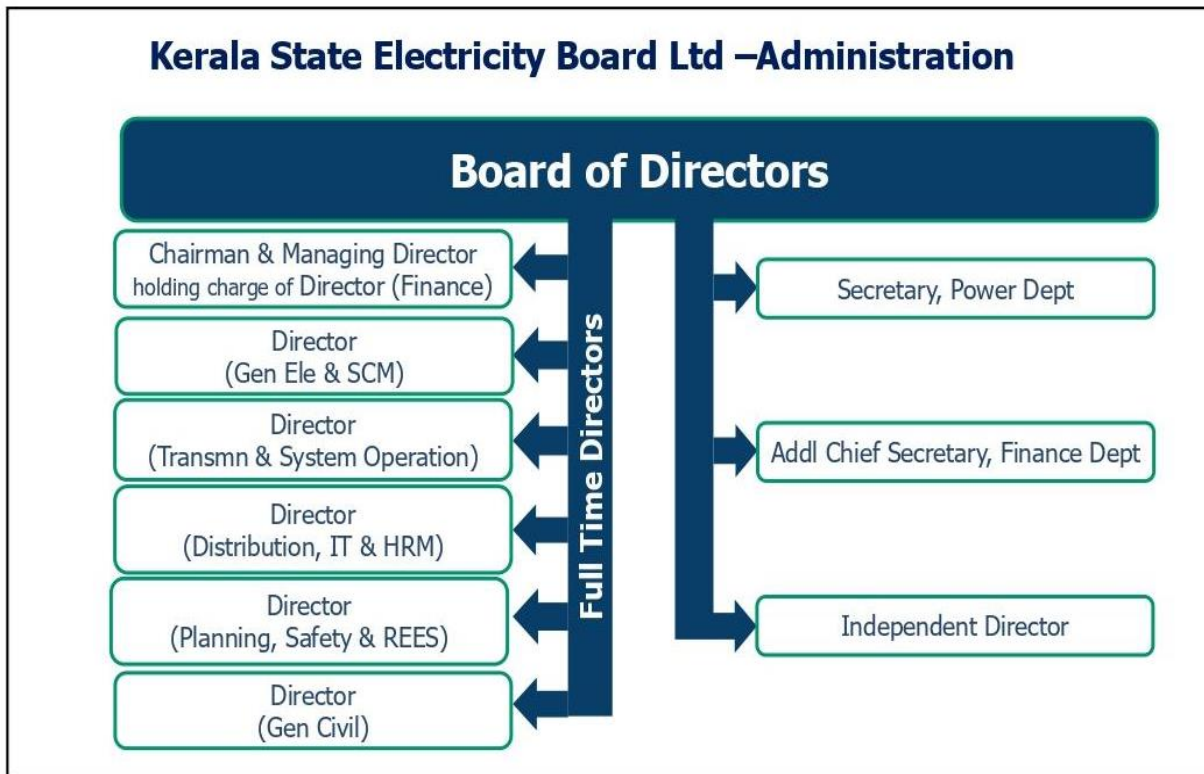 Kerala State Electricity Board Ltd –Administration
Board of Directors
Chairman & Managing Director
holding charge of Director (Finance)
Director
(Gen Ele & SCM)
Director
(Transmn & System Operation)
Director
(Distribution, IT & HRM)
Director
(Planning, Safety & REES)
Director
(Gen Civil)
Full Time Directors
Secretary, Power Dept
Addl Chief Secretary, Finance Dept
Independent Director